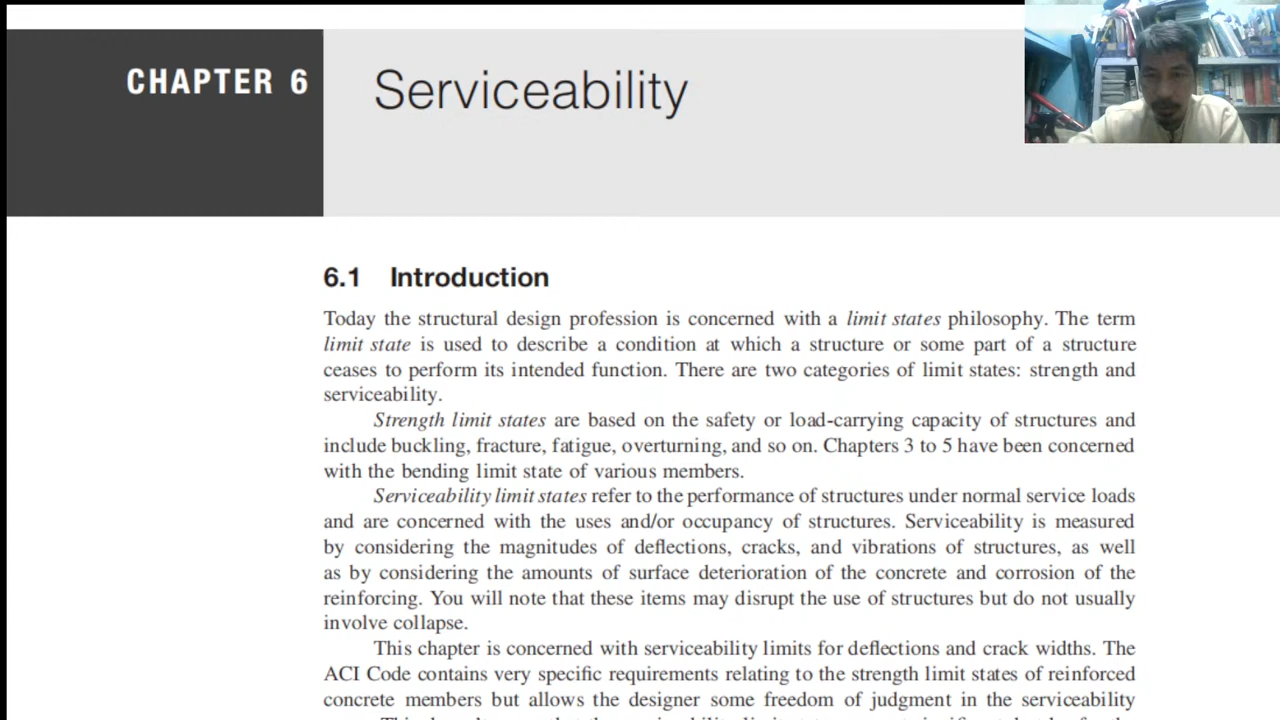 CHAPTER 6
Serviceability
6.1 Introduction
Today the structural design profession is concerned with a limit states philosophy. The term
limit state is used to describe a condition at which a structure or some part of a structure
ceases to perform its intended function. There are two categories of limit states: strength and
serviceability.
Strength limit states are based on the safety or load-carrying capacity of structures and
include buckling, fracture, fatigue, overturning, and so on. Chapters 3 to 5 have been concerned
with the bending limit state of various members.
Serviceability limit states refer to the performance of structures under normal service loads
and are concerned with the uses and/or occupancy of structures. Serviceability is measured
by considering the magnitudes of deflections, cracks, and vibrations of structures, as well
as by considering the amounts of surface deterioration of the concrete and corrosion of the
reinforcing. You will note that these items may disrupt the use of structures but do not usually
involve collapse.
This chapter is concerned with serviceability limits for deflections and crack widths. The
ACI Code contains very specific requirements relating to the strength limit states of reinforced
concrete members but allows the designer some freedom of judgment in the serviceability